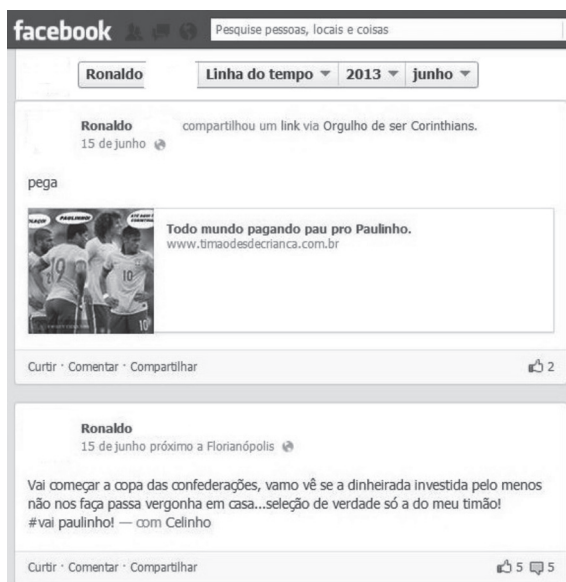 facebook
Pesquise pessoas, locais e coisas
Ronaldo
Linha do tempo
2013
junho
Ronaldo compartilhou um link via Orgulho de ser Corinthians.
15 de junho
pega
PAULINHO!
Todo mundo pagando pau pro Paulinho.
www.timaodesdecrianca.com.br
19
10
10
Curtir · Comentar · Compartilhar
2
Ronaldo
15 de junho próximo a Florianópolis
Vai começar a copa das confederações, vamo vê se a dinheirada investida pelo menos
não nos faça passa vergonha em casa...seleção de verdade só a do meu timão!
#vai paulinho! — com Celinho
Curtir · Comentar · Compartilhar
5 5